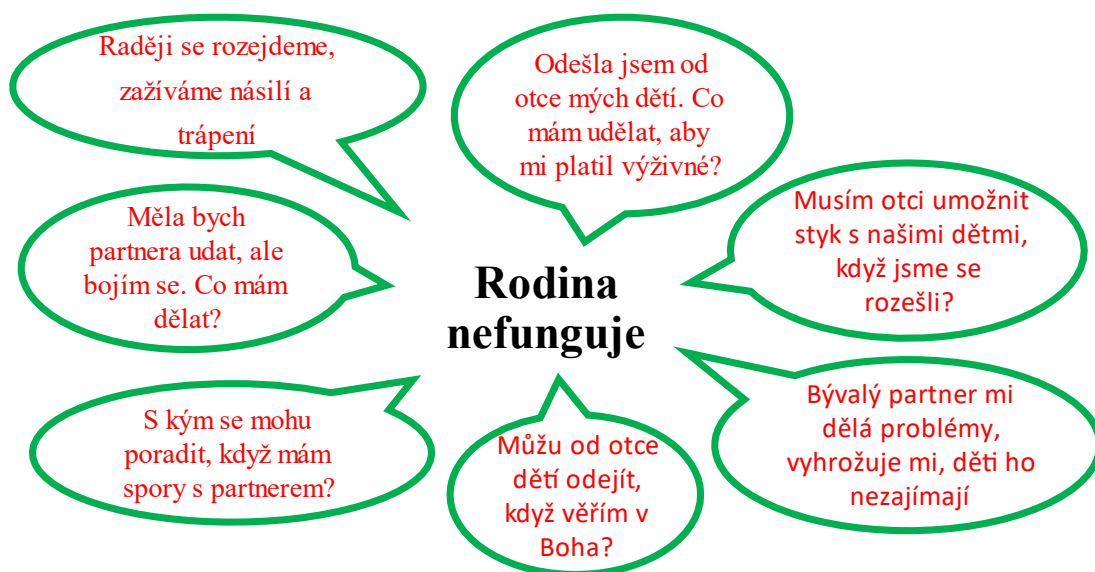 Raději se rozejdeme,
zažíváme násilí a
trápení
Odešla jsem od
otce mých dětí. Co
mám udělat, aby
mi platil výživné?
Měla bych
partnera udat, ale
bojím se. Co mám
dělat?
Rodina
nefunguje
Musím otci umožnit
styk s našimi dětmi,
když jsme se
rozešli?
S kým se mohu
poradit, když mám
spory s partnerem?
Můžu od otce
dětí odejít,
když věřím v
Boha?
Bývalý partner mi
dělá problémy,
vyhrožuje mi, děti ho
nezajímají